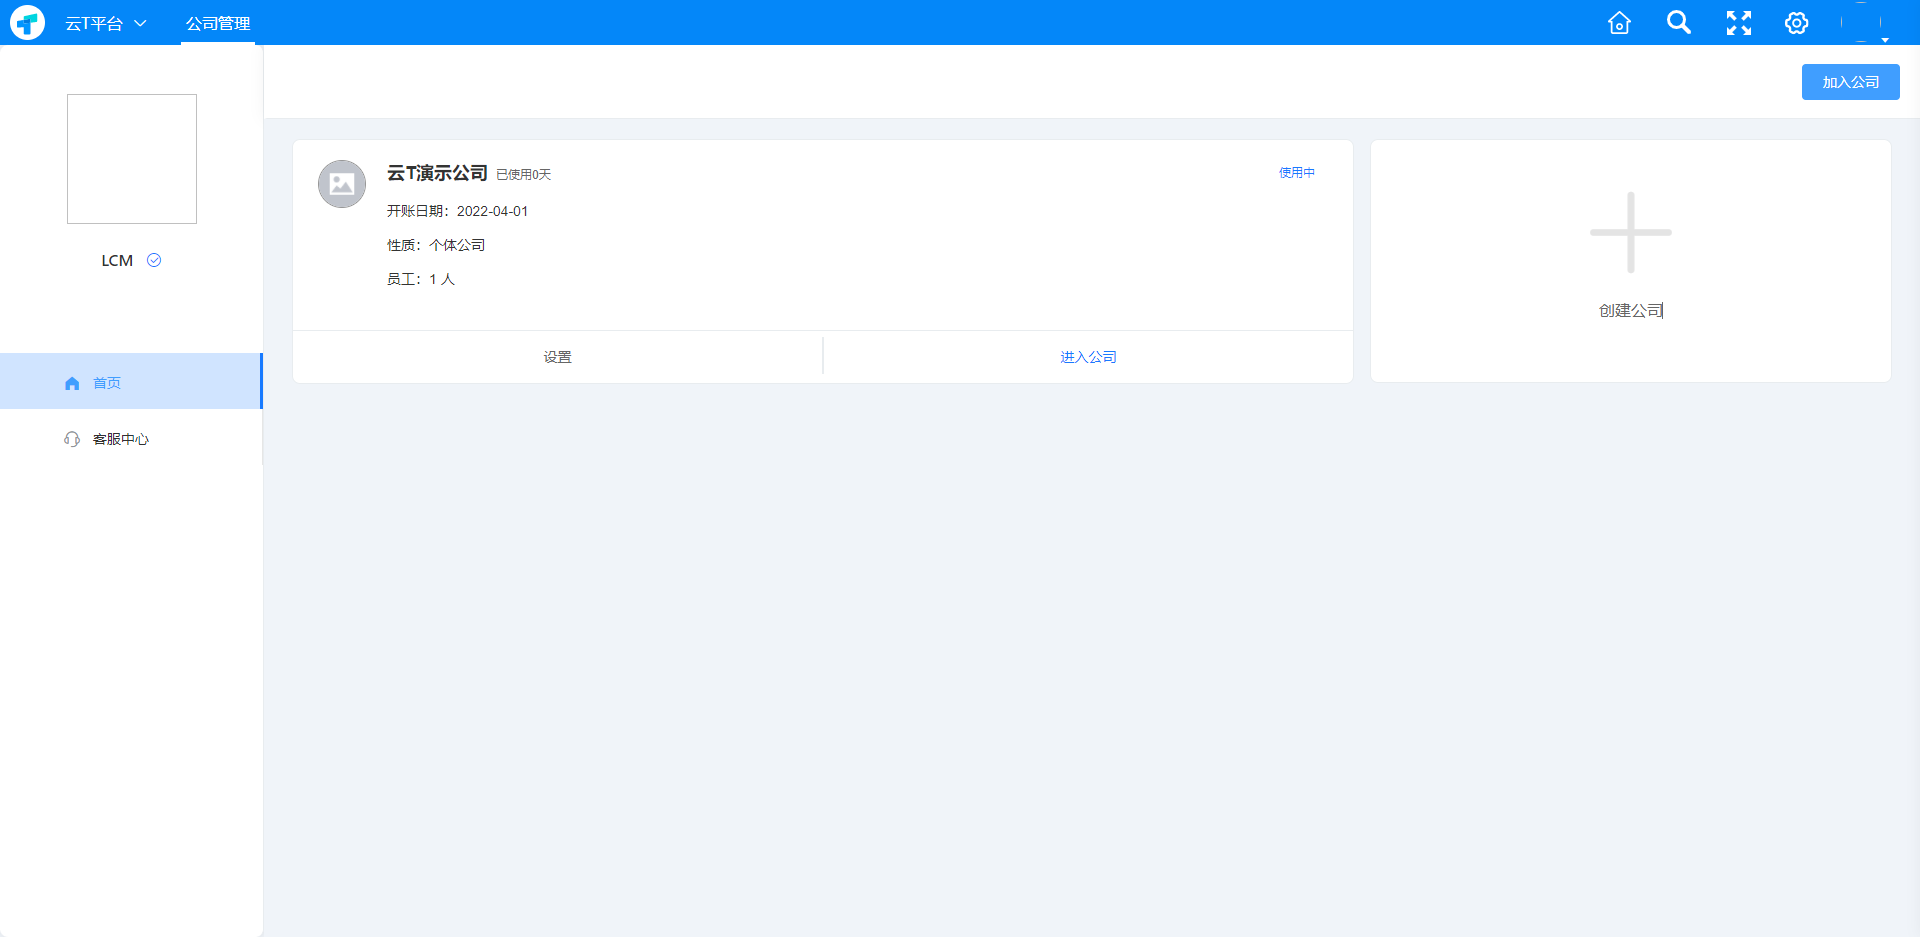 云T平台 公司管理
加入公司
LCM
首页
客服中心
云T演示公司 已使用0天 使用中
开账日期：2022-04-01
性质：个体公司
员工：1 人
设置 进入公司
创建公司